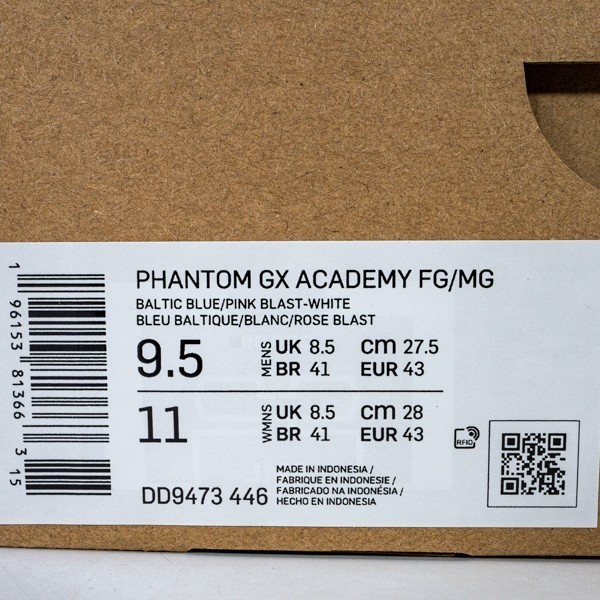 PHANTOM GX ACADEMY FG/MG
BALTIC BLUE/PINK BLAST-WHITE
BLEU BALTIQUE/BLANC/ROSE BLAST
9.5 MENS UK 8.5 CM 27.5
BR 41 EUR 43
11 WMNS UK 8.5 CM 28
BR 41 EUR 43
RFID
DD9473 446
MADE IN INDONESIA /
FABRIQUE EN INDONESIE /
FABRICADO NA INDONÉSIA /
HECHO EN INDONESIA
1 96153 81366 3 15